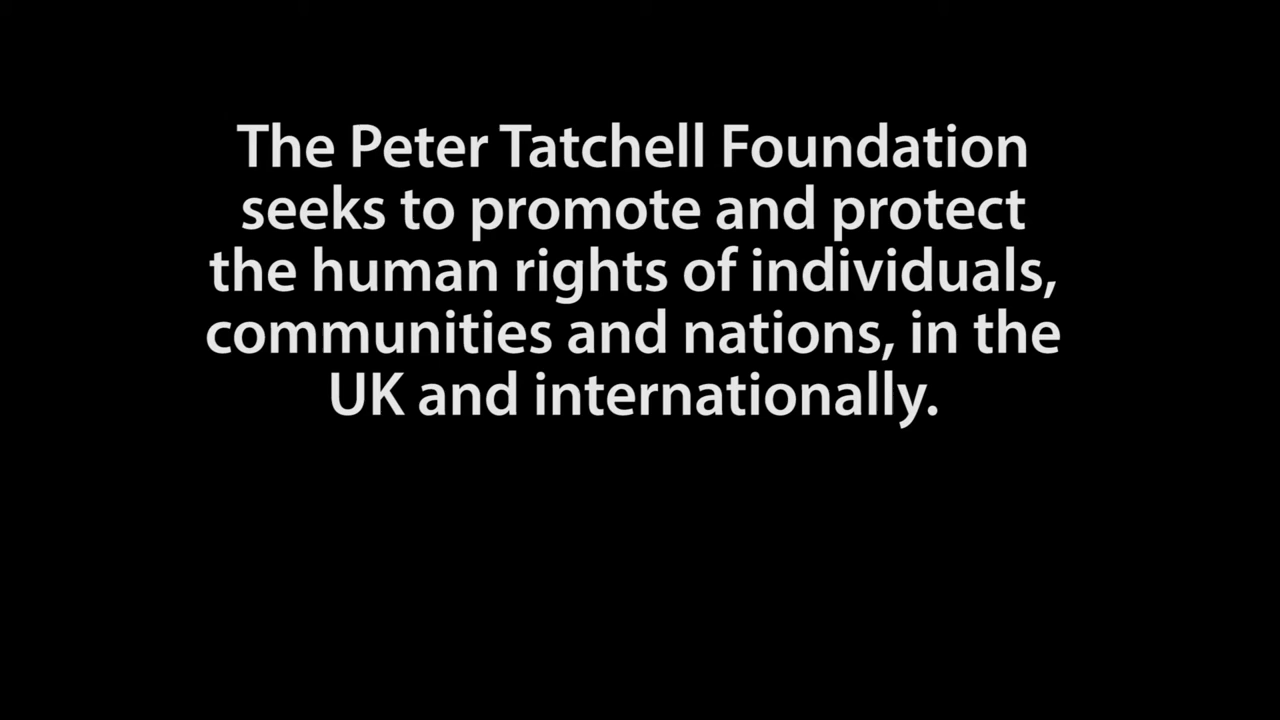 The Peter Tatchell Foundation
seeks to promote and protect
the human rights of individuals,
communities and nations, in the
UK and internationally.